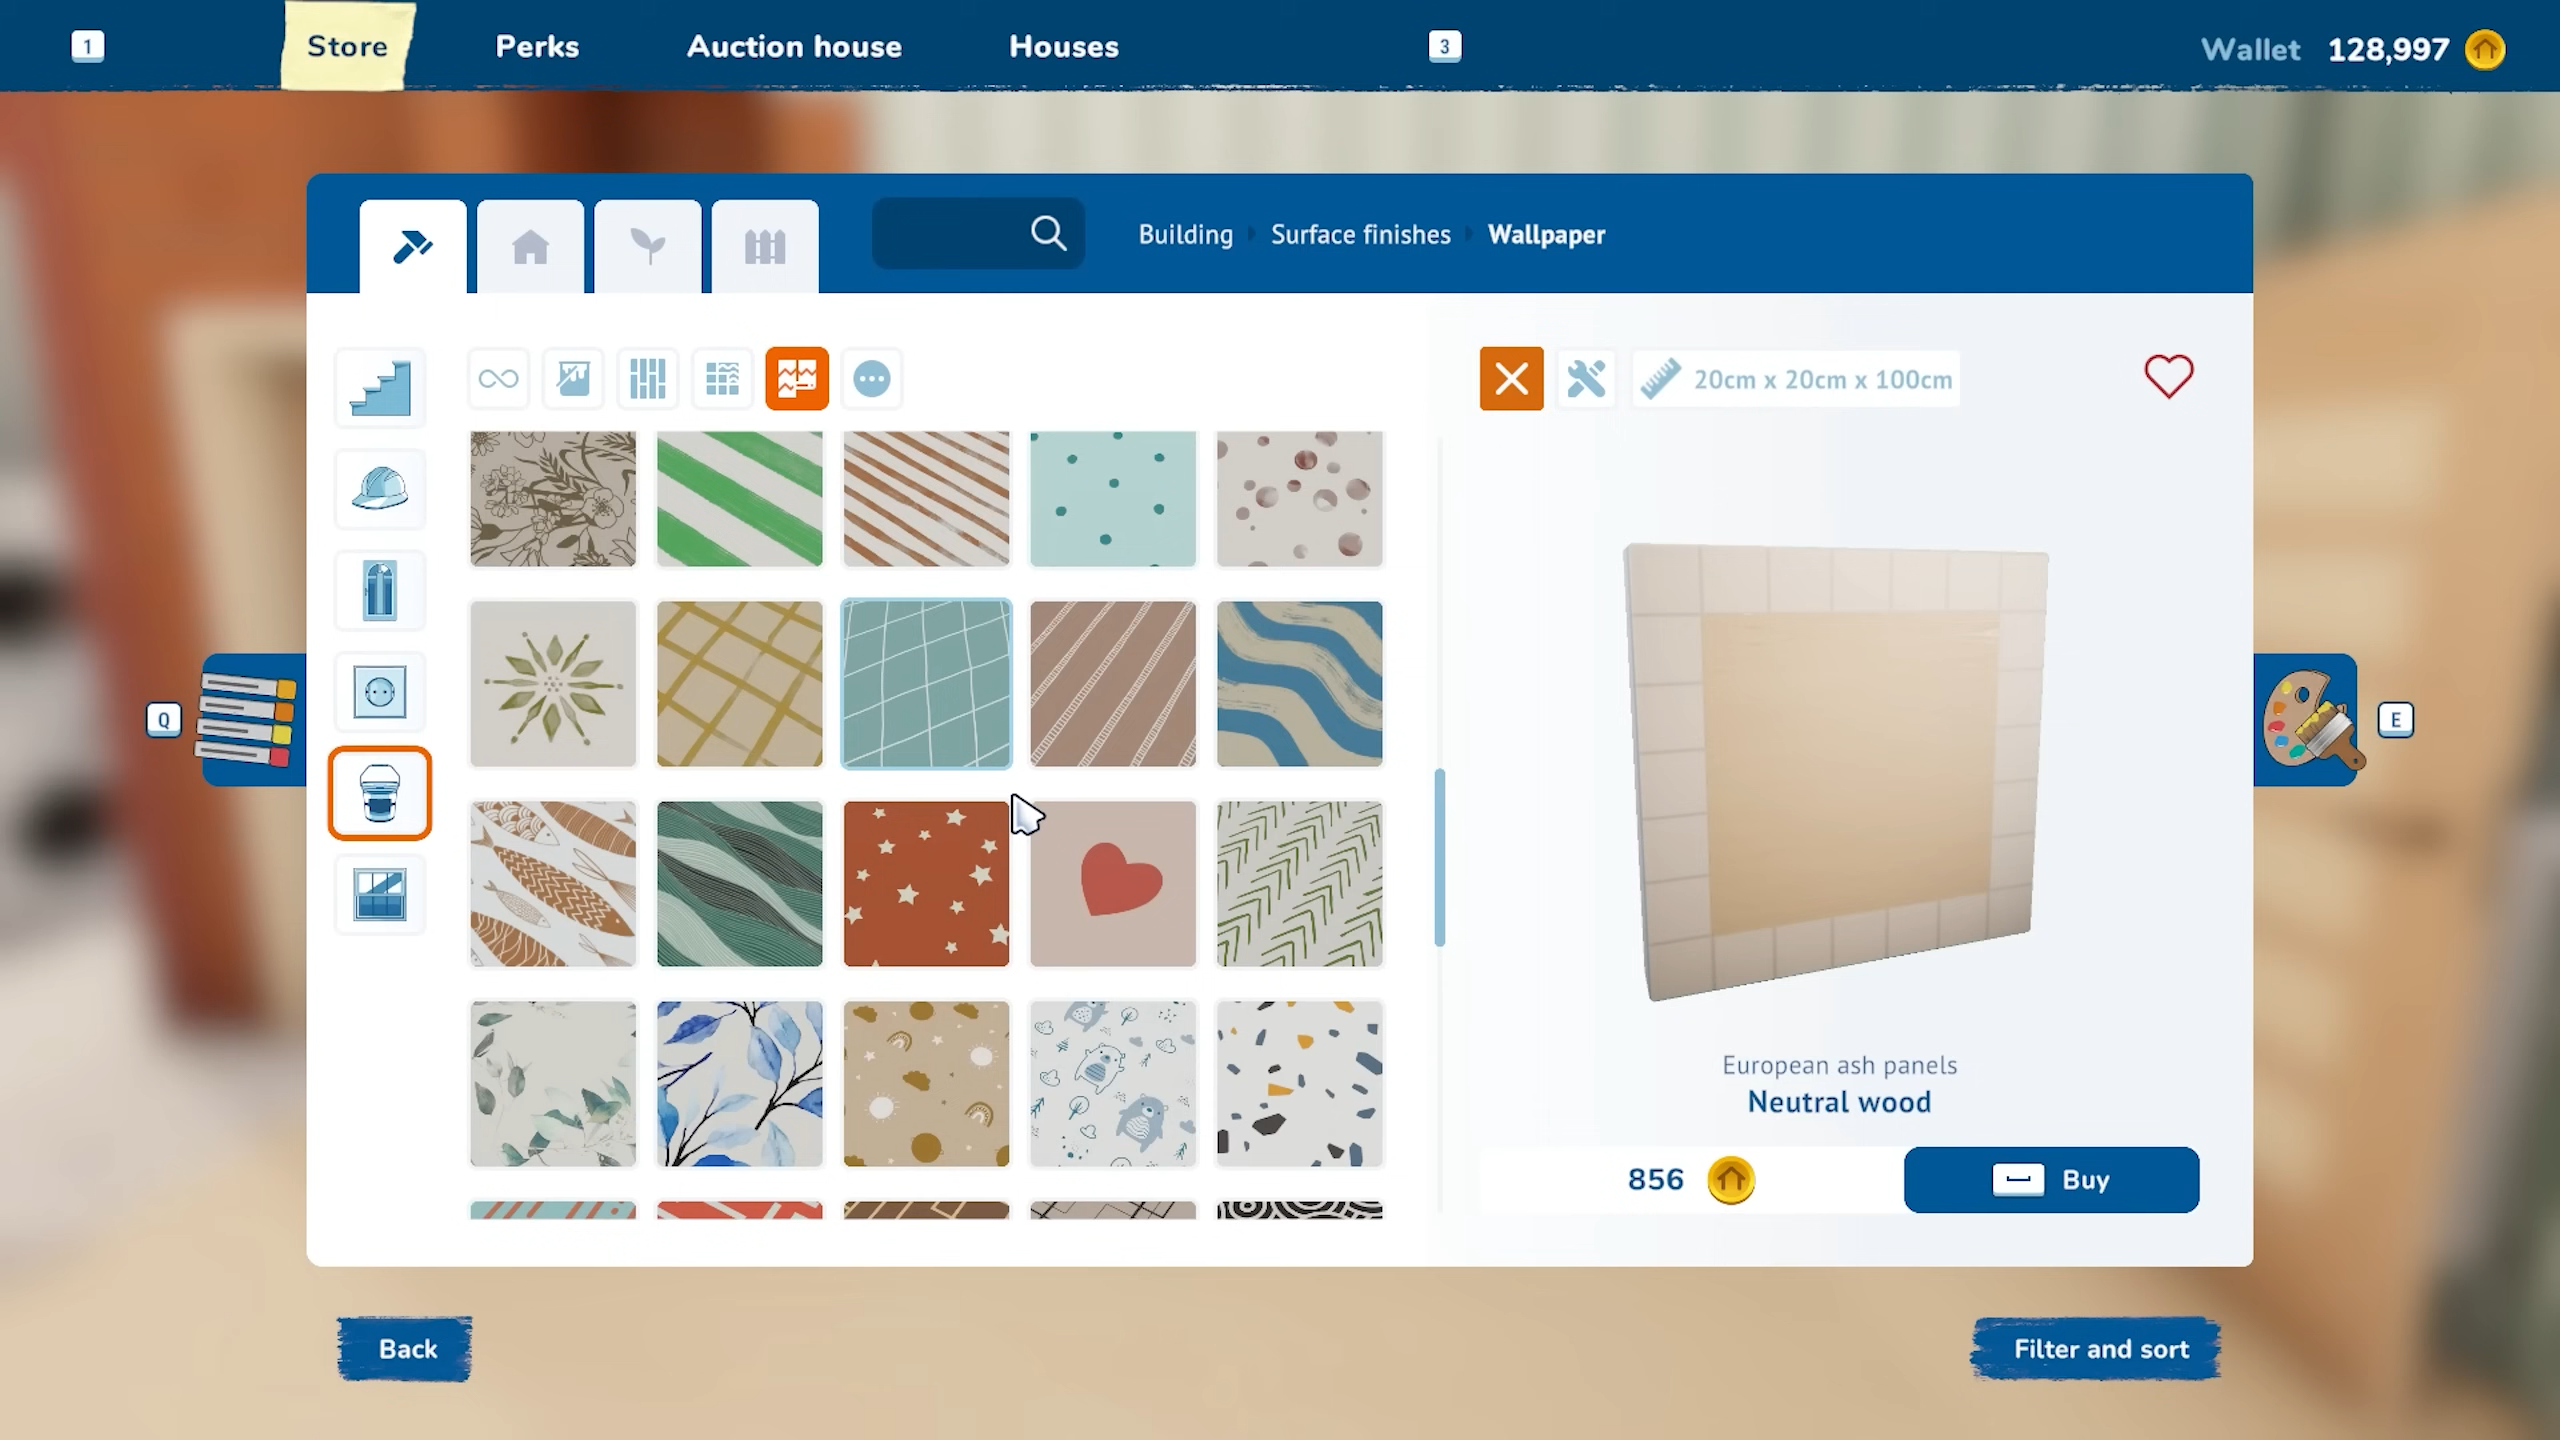 1
Store
Perks
Auction house
Houses
3
Wallet 128,997
Building
Surface finishes
Wallpaper
20cm x 20cm x 100cm
Q
E
European ash panels
Neutral wood
856
Buy
Back
Filter and sort